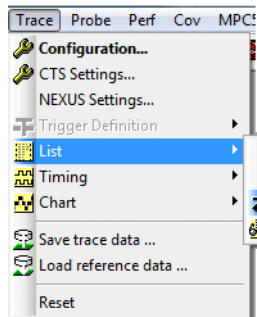 Trace Probe Perf Cov MPC5
Configuration...
CTS Settings...
NEXUS Settings...
Trigger Definition
List
Timing
Chart
Save trace data ...
Load reference data ...
Reset